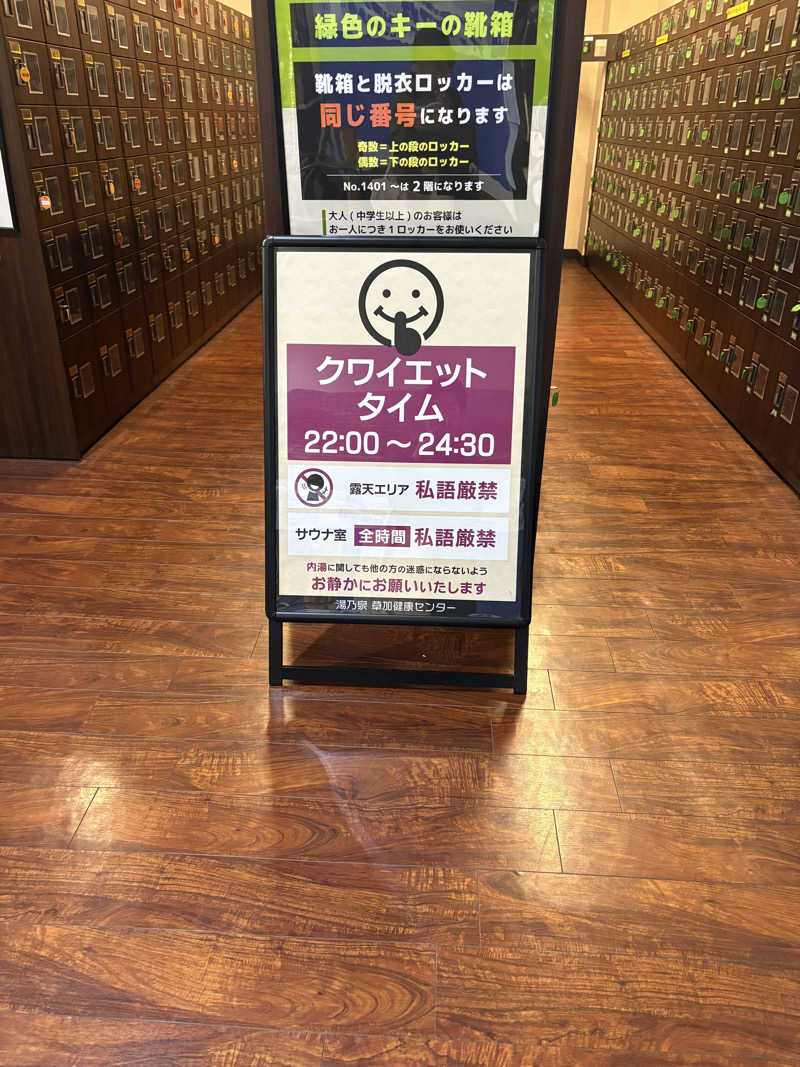 緑色のキーの靴箱
靴箱と脱衣ロッカーは
同じ番号になります
奇数=上の段のロッカー
偶数=下の段のロッカー
No.1401 〜は2階になります
大人(中学生以上)のお客様は
お一人につき1ロッカーをお使いください
クワイエット
タイム
22:00 〜 24:30
露天エリア 私語厳禁
サウナ室 全時間 私語厳禁
内湯に関しても他の方の迷惑にならないよう
お静かにお願いいたします
湯乃泉 草加健康センター